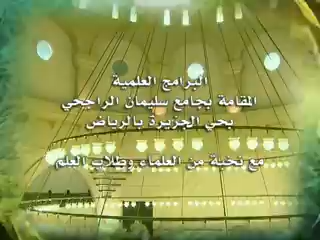 البرامج العلمية
المقامة بجامع سليمان الراجحي
بحي الجزيرة بالرياض
مع نخبة من العلماء وطلاب العلم